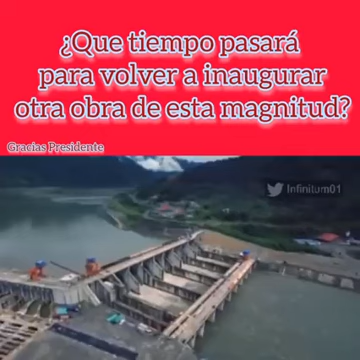 ¿Que tiempo pasará
para volver a inaugurar
otra obra de esta magnitud?
Gracias Presidente
Infinitum01